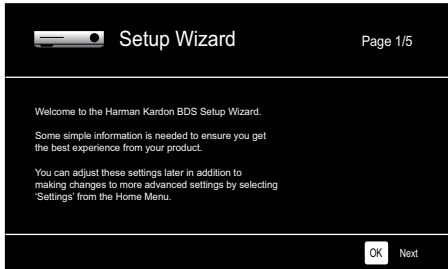 Setup Wizard
Page 1/5
Welcome to the Harman Kardon BDS Setup Wizard.
Some simple information is needed to ensure you get
the best experience from your product.
You can adjust these settings later in addition to
making changes to more advanced settings by selecting
‘Settings’ from the Home Menu.
OK Next